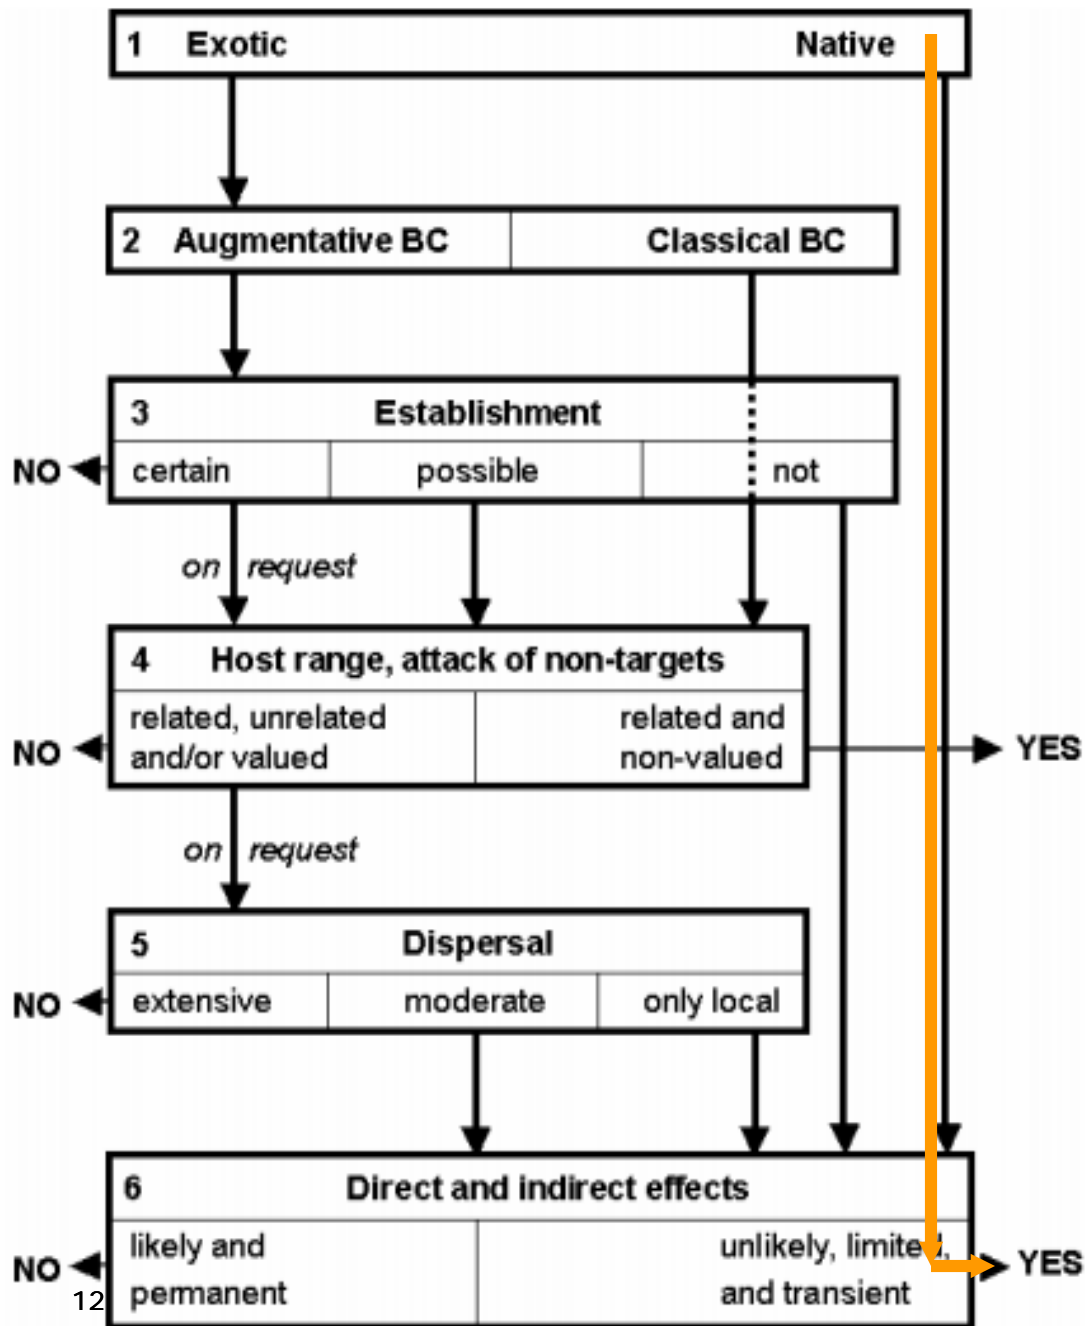 1 Exotic Native
2 Augmentative BC Classical BC
3 Establishment
NO certain possible not
on request
4 Host range, attack of non-targets
related, unrelated related and
NO and/or valued non-valued YES
on request
5 Dispersal
NO extensive moderate only local
6 Direct and indirect effects
likely and unlikely, limited,
NO YES
12 permanent and transient